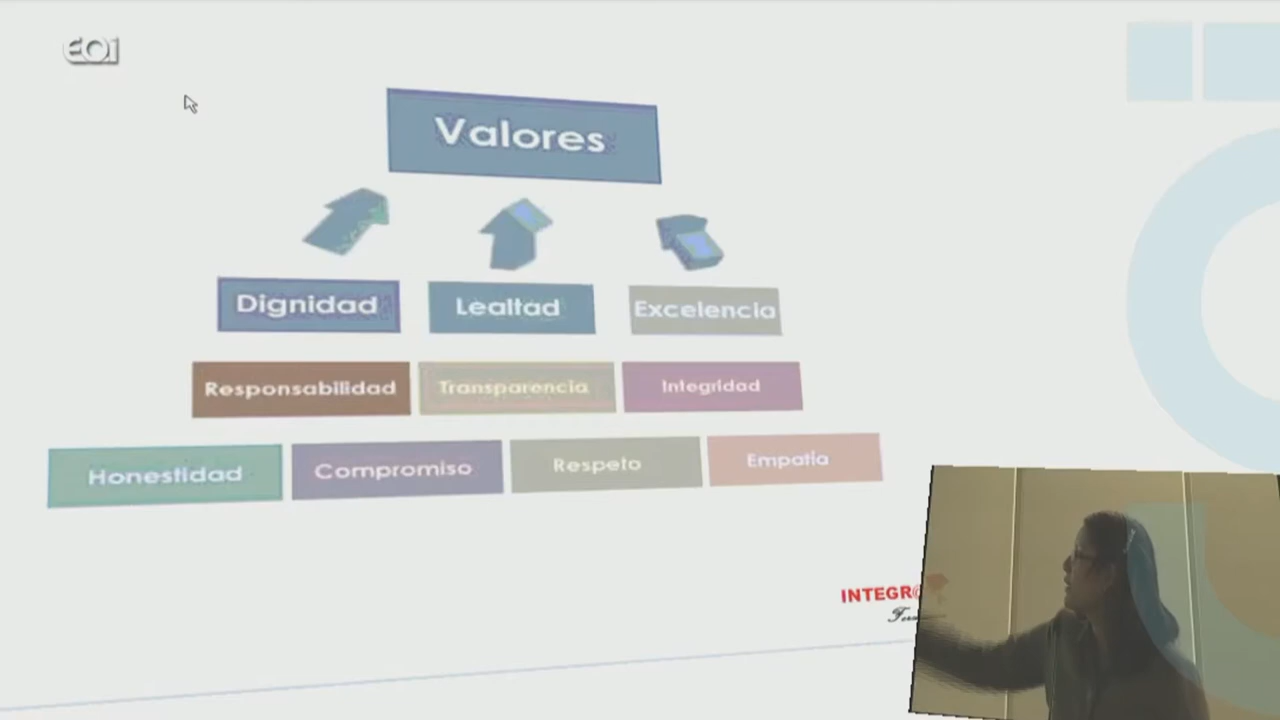 EOI
Valores
Dignidad Lealtad Excelencia
Responsabilidad Transparencia Integridad
Honestidad Compromiso Respeto Empatía